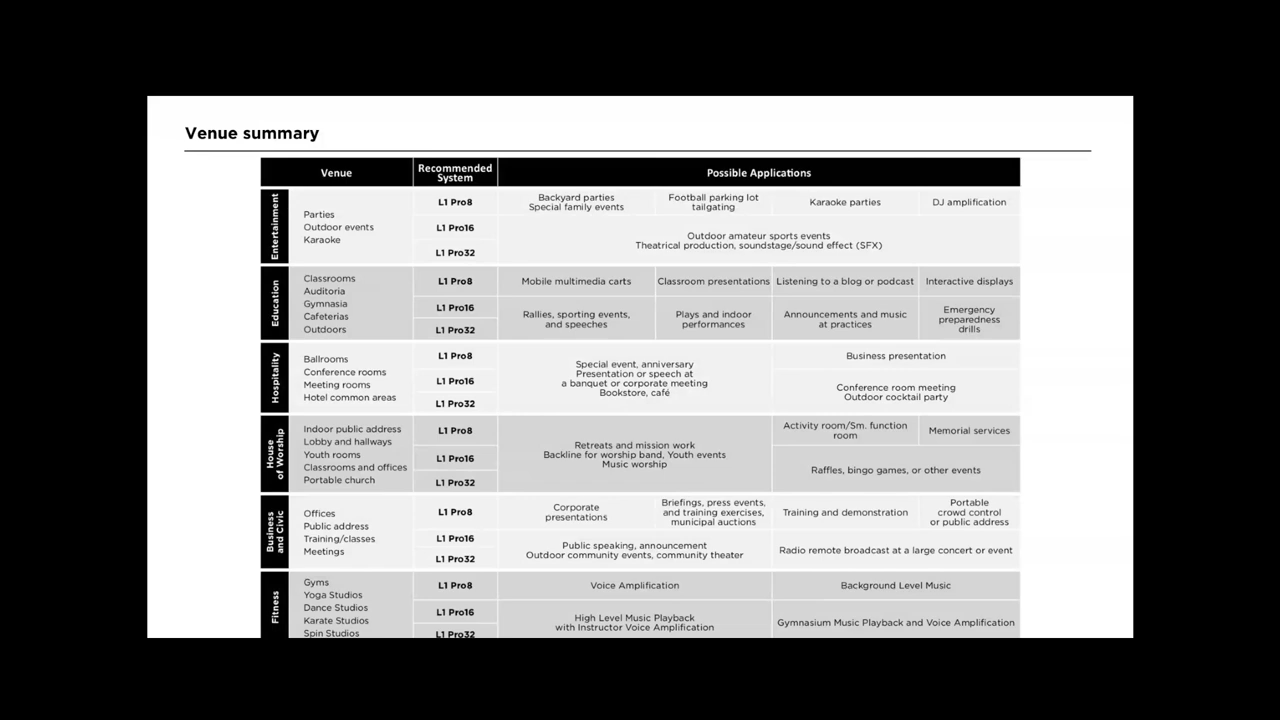 Venue summary
Venue
Recommended
System
Possible Applications
Entertainment
Parties
Outdoor events
Karaoke
L1 Pro8
L1 Pro16
L1 Pro32
Backyard parties
Special family events
Football parking lot
tailgating
Karaoke parties
DJ amplification
Outdoor amateur sports events
Theatrical production, soundstage/sound effect (SFX)
Education
Classrooms
Auditoria
Gymnasia
Cafeterias
Outdoors
L1 Pro8
L1 Pro16
L1 Pro32
Mobile multimedia carts
Classroom presentations
Listening to a blog or podcast
Interactive displays
Rallies, sporting events,
and speeches
Plays and indoor
performances
Announcements and music
at practices
Emergency
preparedness
drills
Hospitality
Ballrooms
Conference rooms
Meeting rooms
Hotel common areas
L1 Pro8
L1 Pro16
L1 Pro32
Special event, anniversary
Presentation or speech at
a banquet or corporate meeting
Bookstore, café
Business presentation
Conference room meeting
Outdoor cocktail party
House
of Worship
Indoor public address
Lobby and hallways
Youth rooms
Classrooms and offices
Portable church
L1 Pro8
L1 Pro16
L1 Pro32
Retreats and mission work
Backline for worship band, Youth events
Music worship
Activity room/Sm. function
room
Memorial services
Raffles, bingo games, or other events
Business
and Civic
Offices
Public address
Training/classes
Meetings
L1 Pro8
L1 Pro16
L1 Pro32
Corporate
presentations
Briefings, press events,
and training exercises,
municipal auctions
Training and demonstration
Portable
crowd control
or public address
Public speaking, announcement
Outdoor community events, community theater
Radio remote broadcast at a large concert or event
Fitness
Gyms
Yoga Studios
Dance Studios
Karate Studios
Spin Studios
L1 Pro8
L1 Pro16
L1 Pro32
Voice Amplification
Background Level Music
High Level Music Playback
with Instructor Voice Amplification
Gymnasium Music Playback and Voice Amplification